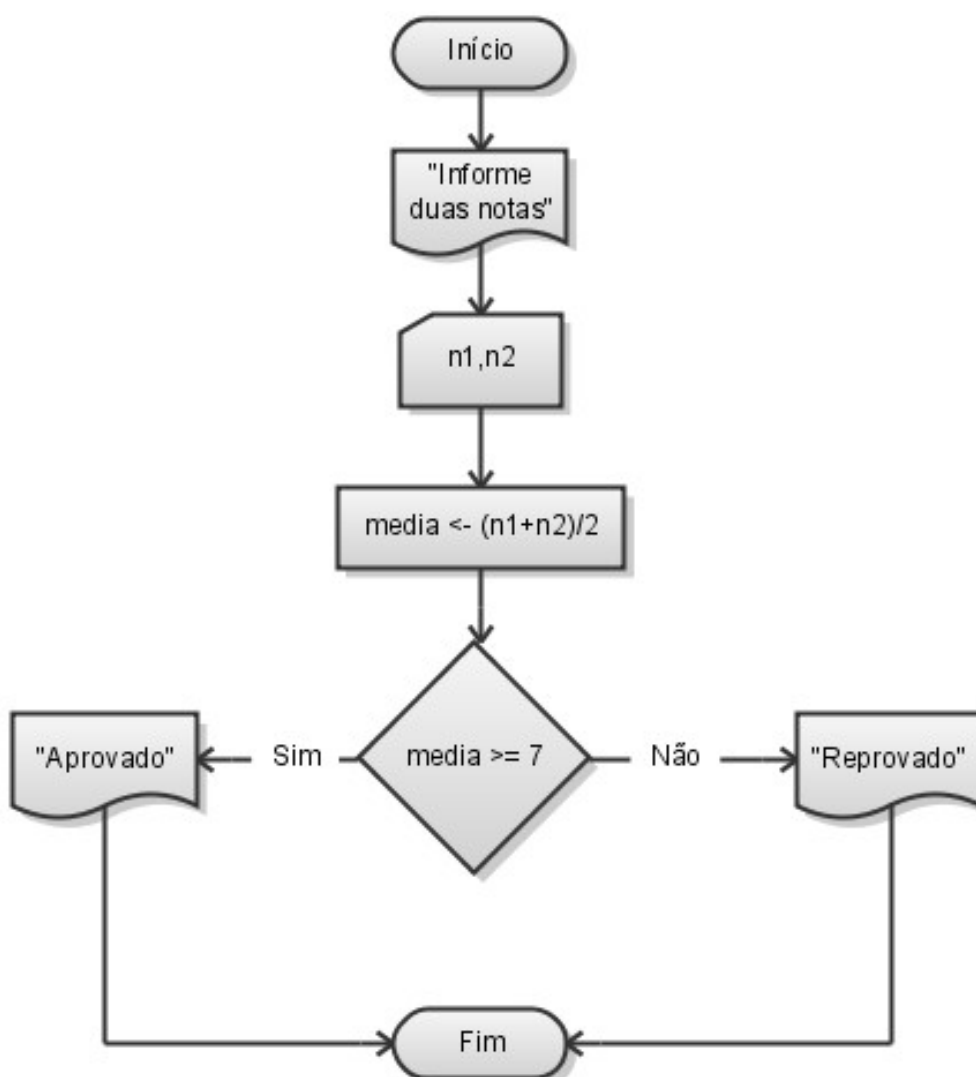 Início
"Informe
duas notas"
n1,n2
media <- (n1+n2)/2
media >= 7
Sim
Não
"Aprovado"
"Reprovado"
Fim